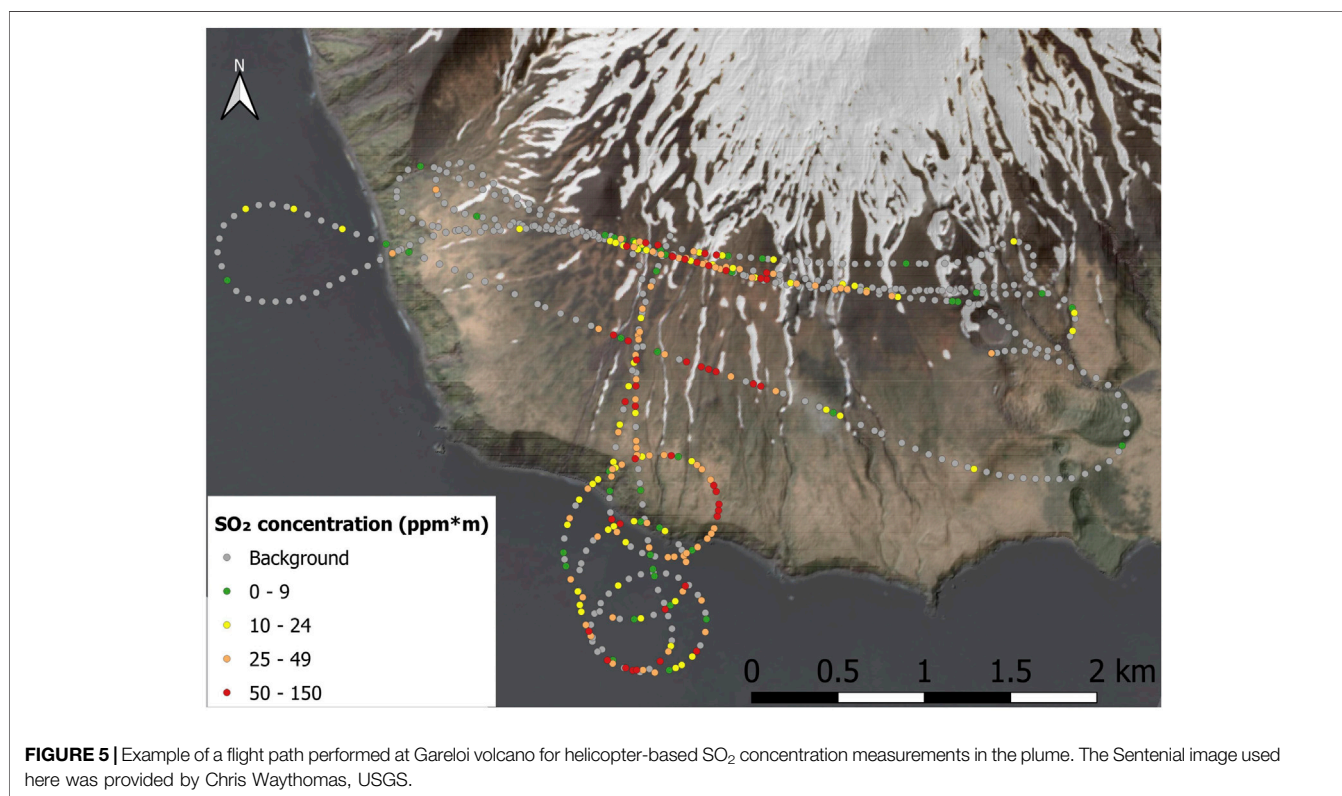 N
SO₂ concentration (ppm*m)
Background
0 - 9
10 - 24
25 - 49
50 - 150
0 0.5 1 1.5 2 km
FIGURE 5 | Example of a flight path performed at Gareloi volcano for helicopter-based SO₂ concentration measurements in the plume. The Sentenial image used
here was provided by Chris Waythomas, USGS.